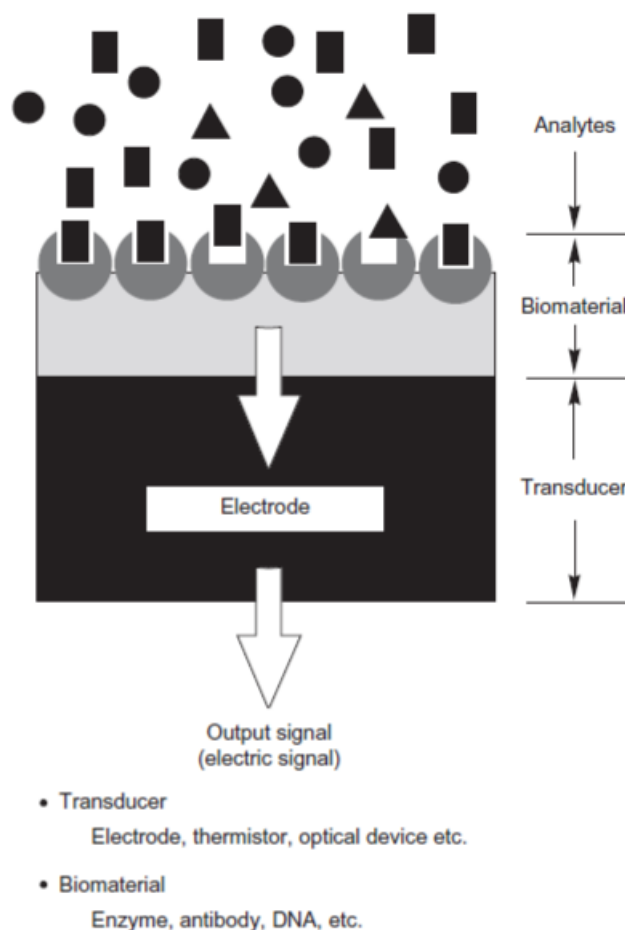 Analytes
Biomaterial
Transducer
Electrode
Output signal
(electric signal)
• Transducer
Electrode, thermistor, optical device etc.
• Biomaterial
Enzyme, antibody, DNA, etc.